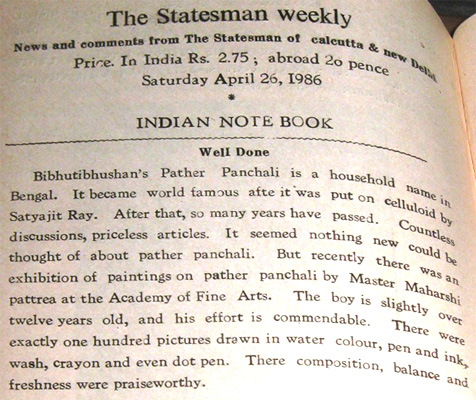 The Statesman weekly
News and comments from The Statesman of calcutta & new Delhi
Price. In India Rs. 2.75 ; abroad 20 pence
Saturday April 26, 1986
*
INDIAN NOTE BOOK
Well Done
Bibhutibhushan's Pather Panchali is a household name in
Bengal. It became world famous afte it was put on celluloid by
Satyajit Ray. After that, so many years have passed. Countless
discussions, priceless articles. It seemed nothing new could be
thought of about pather panchali. But recently there was an
exhibition of paintings on pather panchali by Master Maharshi
pattrea at the Academy of Fine Arts. The boy is slightly over
twelve years old, and his effort is commendable. There were
exactly one hundred pictures drewn in water colour, pen and ink,
wash, crayon and even dot pen. There composition, balance and
freshness were praiseworthy.